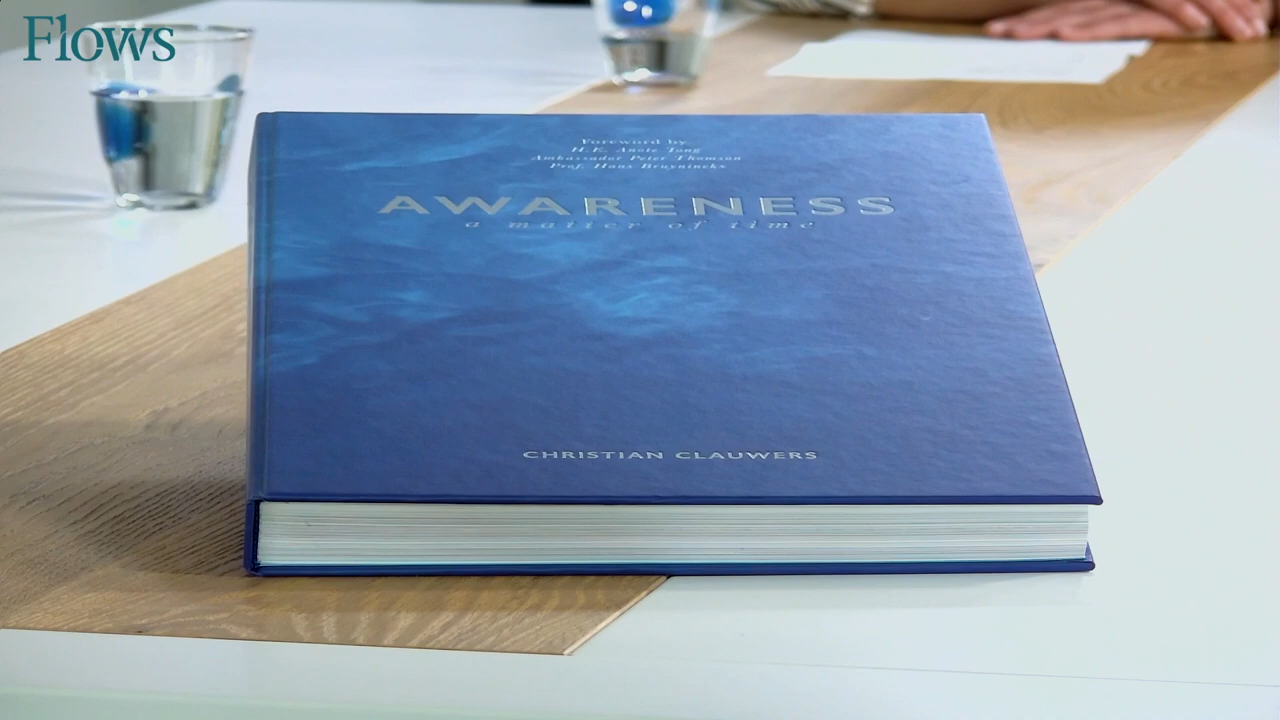 Flows
Foreword by
H.E. Anote Tong
Ambassador Peter Thomson
Prof. Hans Bruyninckx
AWARENESS
a matter of time
CHRISTIAN CLAUWERS